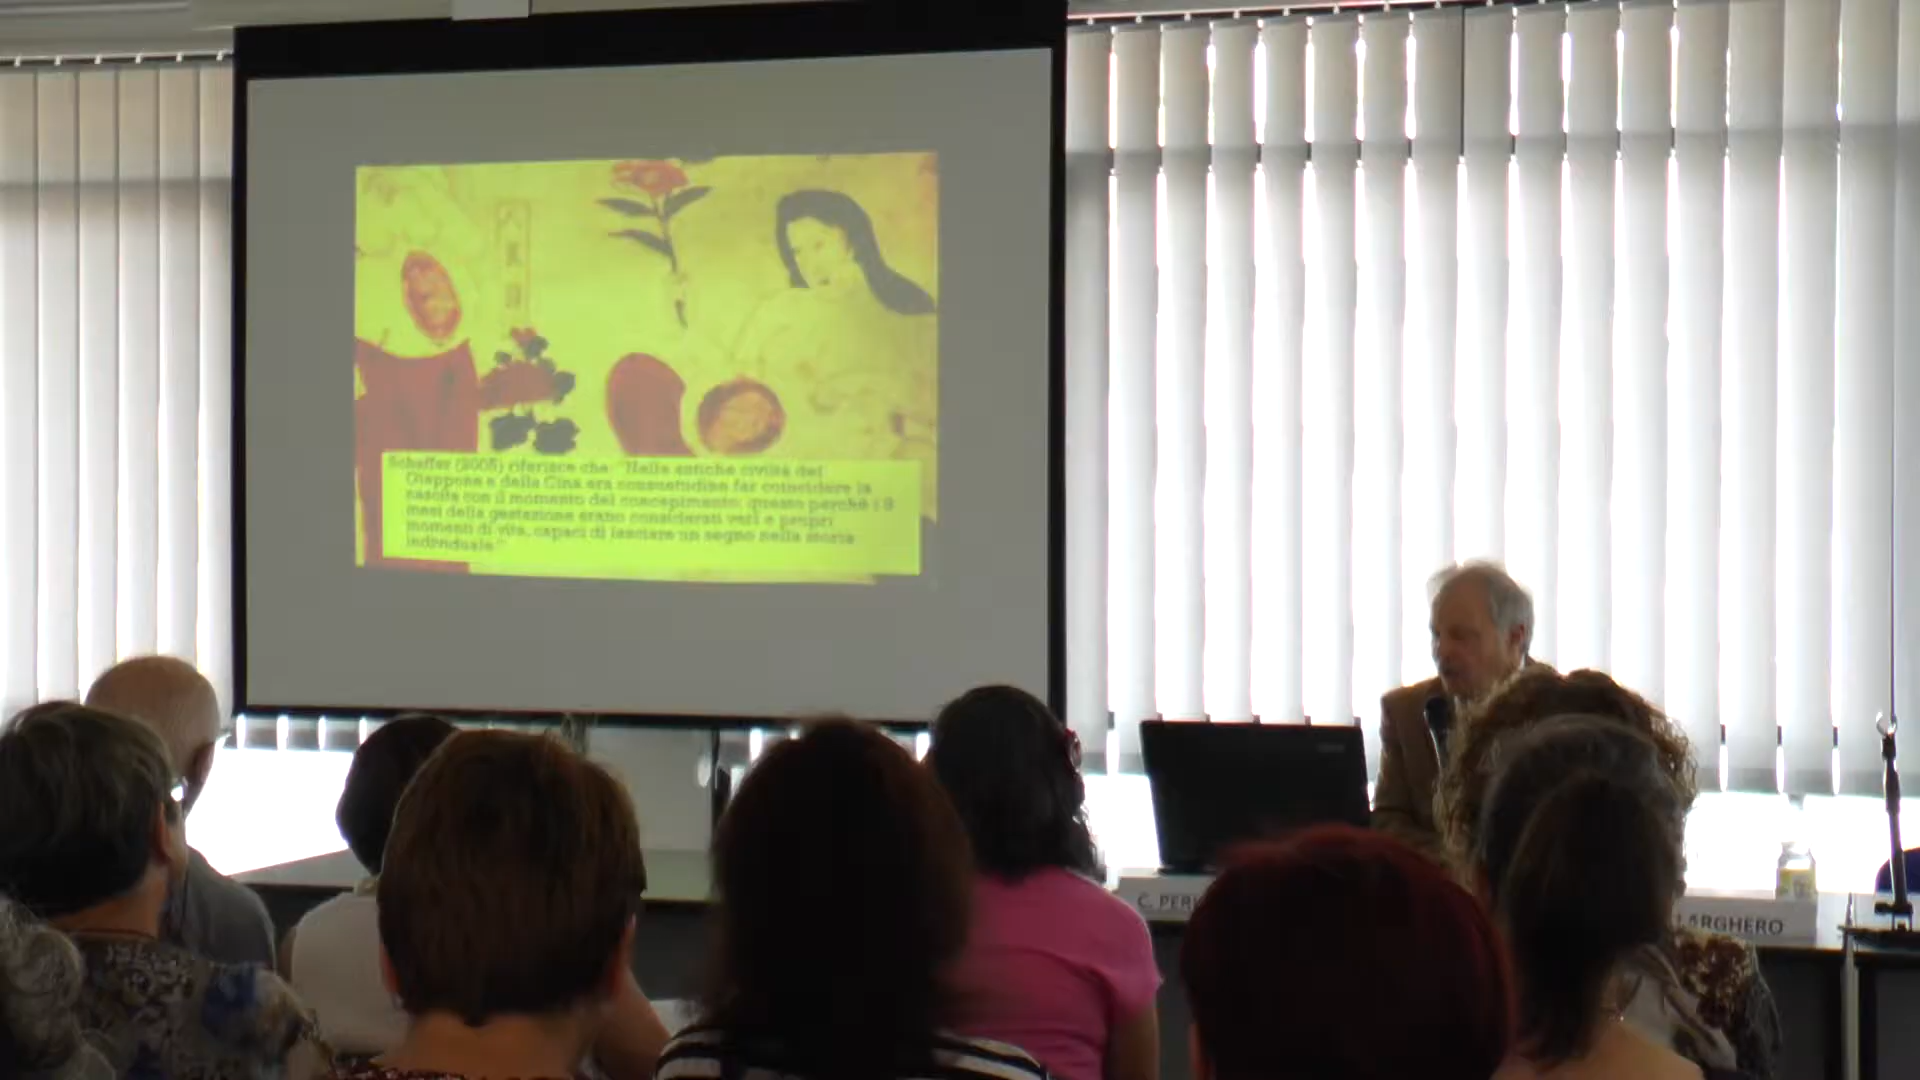 Schaffer (2005) riferisce che: "Nelle antiche civiltà del
Giappone e della Cina era consuetudine far coincidere la
nascita con il momento del concepimento; questo perché i 9
mesi della gestazione erano considerati veri e propri
momenti di vita, capaci di lasciare un segno nella storia
individuale."
C. PER
LARGHERO